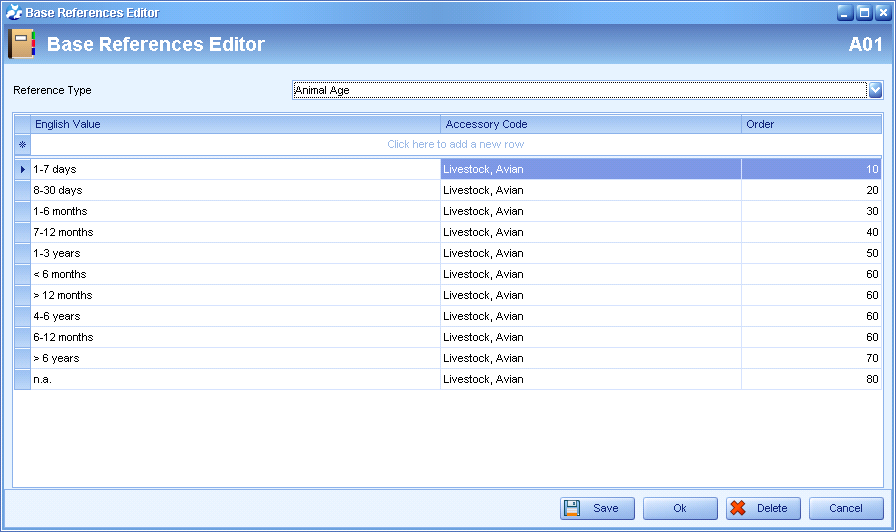 Base References Editor
Base References Editor A01
Reference Type Animal Age
English Value Accessory Code Order
Click here to add a new row
1-7 days Livestock, Avian 10
8-30 days Livestock, Avian 20
1-6 months Livestock, Avian 30
7-12 months Livestock, Avian 40
1-3 years Livestock, Avian 50
< 6 months Livestock, Avian 60
> 12 months Livestock, Avian 60
4-6 years Livestock, Avian 60
6-12 months Livestock, Avian 60
> 6 years Livestock, Avian 70
n.a. Livestock, Avian 80
Save Ok Delete Cancel